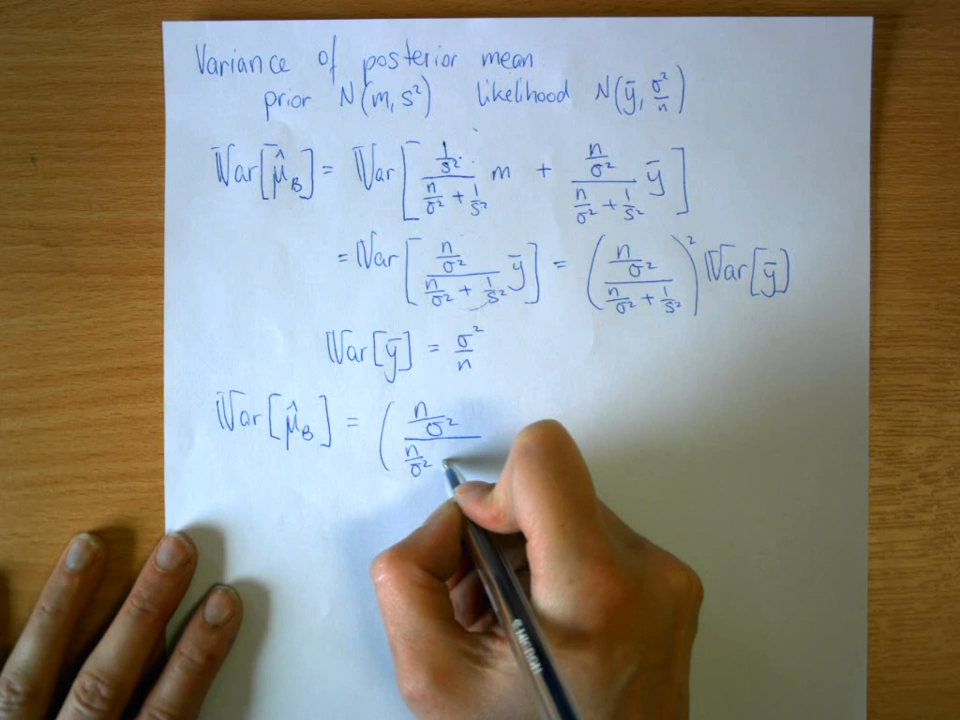 Variance of posterior mean
prior N(m, s²) likelihood N(ȳ, σ²/n)
Var[μ̂_B] = Var[ (1/s²)/(n/σ² + 1/s²) m + (n/σ²)/(n/σ² + 1/s²) ȳ ]
= Var[ (n/σ²)/(n/σ² + 1/s²) ȳ ] = ( (n/σ²)/(n/σ² + 1/s²) )² Var[ȳ]
Var[ȳ] = σ²/n
Var[μ̂_B] = ( (n/σ²)/(n/σ²